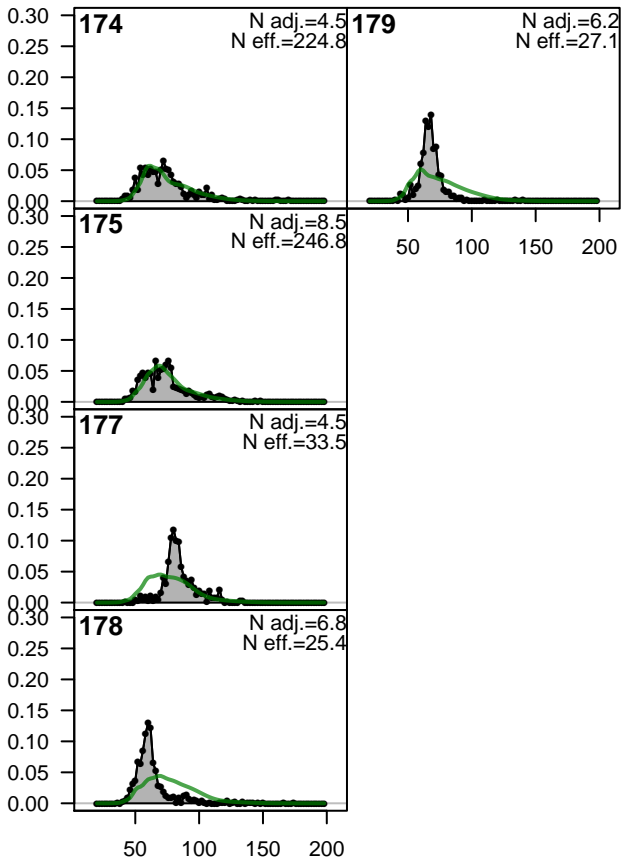 0.30
0.25
0.20
0.15
0.10
0.05
0.00
174
N adj.=4.5
N eff.=224.8
179
N adj.=6.2
N eff.=27.1
50 100 150 200
0.30
0.25
0.20
0.15
0.10
0.05
0.00
175
N adj.=8.5
N eff.=246.8
0.30
0.25
0.20
0.15
0.10
0.05
0.00
177
N adj.=4.5
N eff.=33.5
0.30
0.25
0.20
0.15
0.10
0.05
0.00
178
N adj.=6.8
N eff.=25.4
50 100 150 200